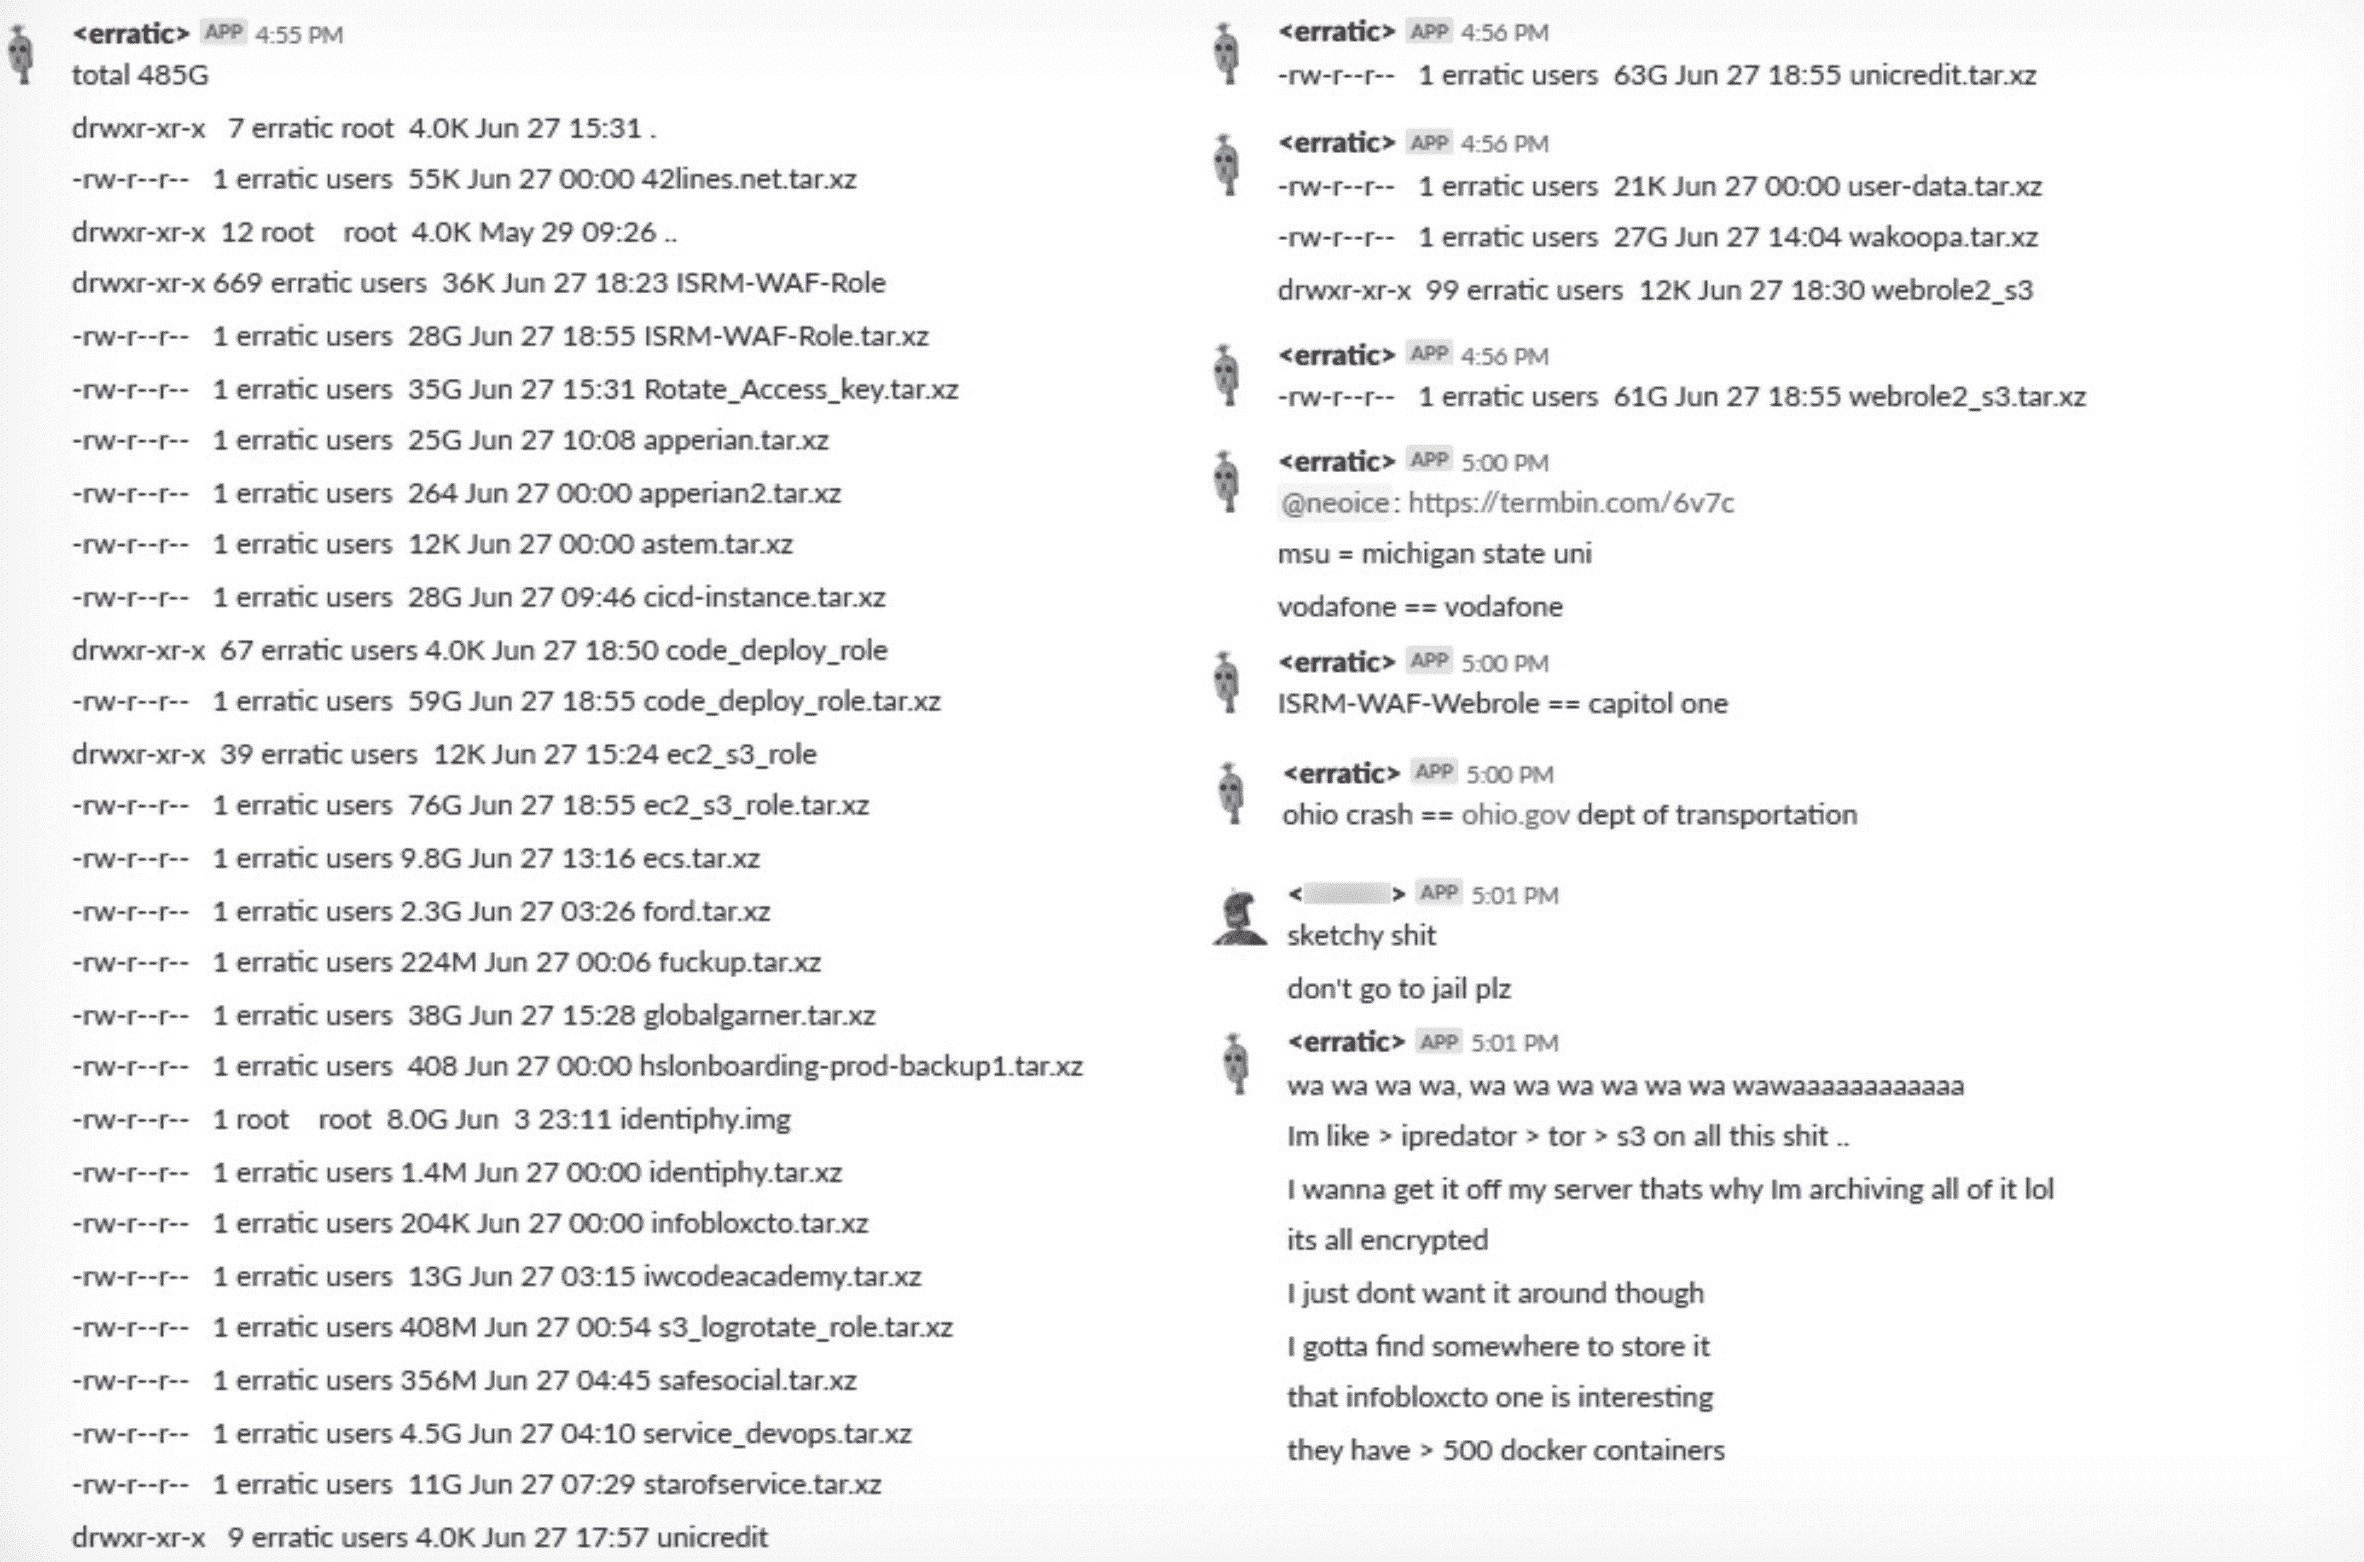 <erratic> APP 4:55 PM
total 485G
drwxr-xr-x 7 erratic root 4.0K Jun 27 15:31 .
-rw-r--r-- 1 erratic users 55K Jun 27 00:00 42lines.net.tar.xz
drwxr-xr-x 12 root root 4.0K May 29 09:26 ..
drwxr-xr-x 669 erratic users 36K Jun 27 18:23 ISRM-WAF-Role
-rw-r--r-- 1 erratic users 28G Jun 27 18:55 ISRM-WAF-Role.tar.xz
-rw-r--r-- 1 erratic users 35G Jun 27 15:31 Rotate_Access_key.tar.xz
-rw-r--r-- 1 erratic users 25G Jun 27 10:08 apperian.tar.xz
-rw-r--r-- 1 erratic users 264 Jun 27 00:00 apperian2.tar.xz
-rw-r--r-- 1 erratic users 12K Jun 27 00:00 astem.tar.xz
-rw-r--r-- 1 erratic users 28G Jun 27 09:46 cicd-instance.tar.xz
drwxr-xr-x 67 erratic users 4.0K Jun 27 18:50 code_deploy_role
-rw-r--r-- 1 erratic users 59G Jun 27 18:55 code_deploy_role.tar.xz
drwxr-xr-x 39 erratic users 12K Jun 27 15:24 ec2_s3_role
-rw-r--r-- 1 erratic users 76G Jun 27 18:55 ec2_s3_role.tar.xz
-rw-r--r-- 1 erratic users 9.8G Jun 27 13:16 ecs.tar.xz
-rw-r--r-- 1 erratic users 2.3G Jun 27 03:26 ford.tar.xz
-rw-r--r-- 1 erratic users 224M Jun 27 00:06 fuckup.tar.xz
-rw-r--r-- 1 erratic users 38G Jun 27 15:28 globalgarner.tar.xz
-rw-r--r-- 1 erratic users 408 Jun 27 00:00 hslonboarding-prod-backup1.tar.xz
-rw-r--r-- 1 root root 8.0G Jun 3 23:11 identiphy.img
-rw-r--r-- 1 erratic users 1.4M Jun 27 00:00 identiphy.tar.xz
-rw-r--r-- 1 erratic users 204K Jun 27 00:00 infobloxcto.tar.xz
-rw-r--r-- 1 erratic users 13G Jun 27 03:15 iwcodeacademy.tar.xz
-rw-r--r-- 1 erratic users 408M Jun 27 00:54 s3_logrotate_role.tar.xz
-rw-r--r-- 1 erratic users 356M Jun 27 04:45 safesocial.tar.xz
-rw-r--r-- 1 erratic users 4.5G Jun 27 04:10 service_devops.tar.xz
-rw-r--r-- 1 erratic users 11G Jun 27 07:29 starofservice.tar.xz
drwxr-xr-x 9 erratic users 4.0K Jun 27 17:57 unicredit
<erratic> APP 4:56 PM
-rw-r--r-- 1 erratic users 63G Jun 27 18:55 unicredit.tar.xz
<erratic> APP 4:56 PM
-rw-r--r-- 1 erratic users 21K Jun 27 00:00 user-data.tar.xz
-rw-r--r-- 1 erratic users 27G Jun 27 14:04 wakoopa.tar.xz
drwxr-xr-x 99 erratic users 12K Jun 27 18:30 webrole2_s3
<erratic> APP 4:56 PM
-rw-r--r-- 1 erratic users 61G Jun 27 18:55 webrole2_s3.tar.xz
<erratic> APP 5:00 PM
@neoice: https://termbin.com/6v7c
msu = michigan state uni
vodafone == vodafone
<erratic> APP 5:00 PM
ISRM-WAF-Webrole == capitol one
<erratic> APP 5:00 PM
ohio crash == ohio.gov dept of transportation
< > APP 5:01 PM
sketchy shit
don't go to jail plz
<erratic> APP 5:01 PM
wa wa wa wa, wa wa wa wa wa wa wawaaaaaaaaaaaa
Im like > ipredator > tor > s3 on all this shit ..
I wanna get it off my server thats why Im archiving all of it lol
its all encrypted
I just dont want it around though
I gotta find somewhere to store it
that infobloxcto one is interesting
they have > 500 docker containers